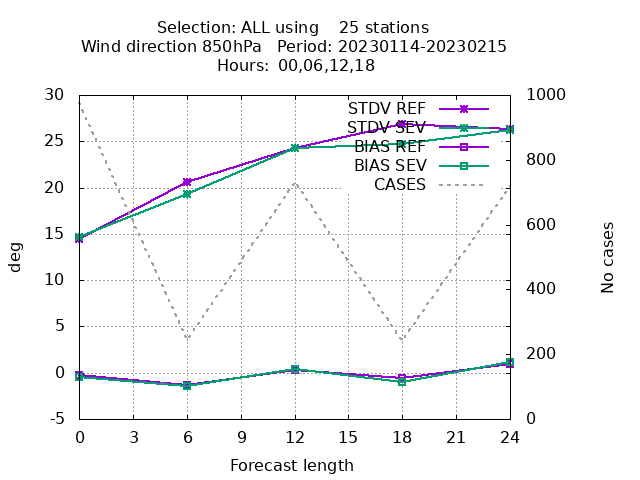 Selection: ALL using 25 stations
Wind direction 850hPa Period: 20230114-20230215
Hours: 00,06,12,18
30
25
20
15
10
5
0
-5
deg
1000
800
600
400
200
0
No cases
STDV REF
STDV SEV
BIAS REF
BIAS SEV
CASES
0 3 6 9 12 15 18 21 24
Forecast length